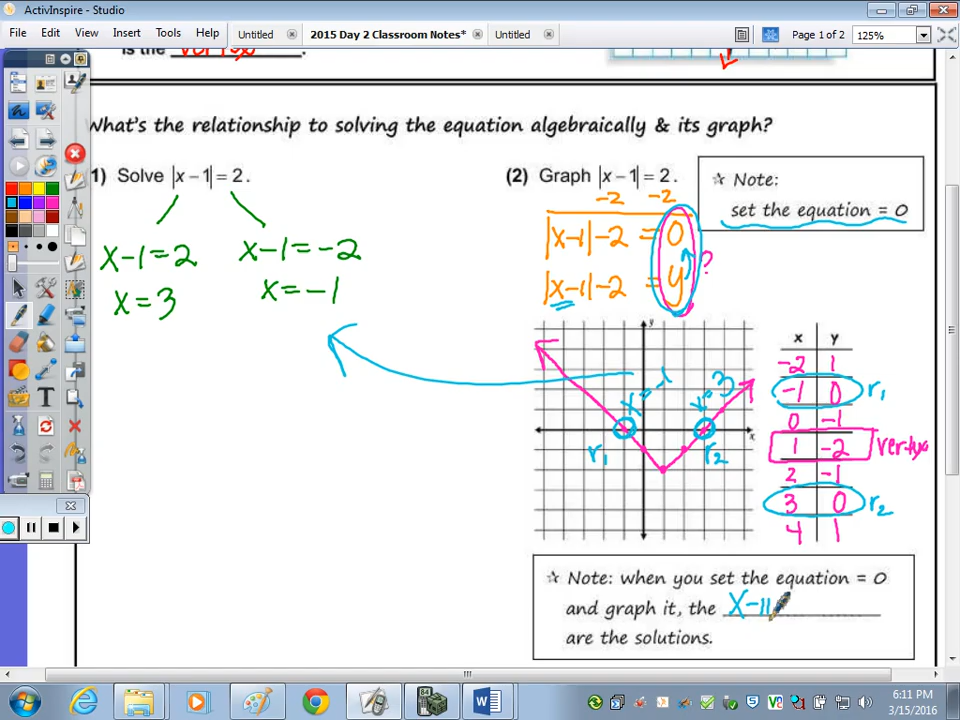 ActivInspire - Studio
File Edit View Insert Tools Help
Untitled
2015 Day 2 Classroom Notes*
Untitled
Page 1 of 2
125%
is the vertex.
What's the relationship to solving the equation algebraically & its graph?
1) Solve |x – 1| = 2.
x-1=2 x-1=-2
x=3 x=-1
(2) Graph |x – 1| = 2.
-2 -2
|x-1|-2 = 0
|x-1|-2 = y
?
☆ Note:
set the equation = 0
y
x
x=-1
x=3
r1
r2
x y
-2 1
-1 0 r1
0 -1
1 -2 vertex
2 -1
3 0 r2
4 1
☆ Note: when you set the equation = 0
and graph it, the x-
are the solutions.
84
6:11 PM
3/15/2016